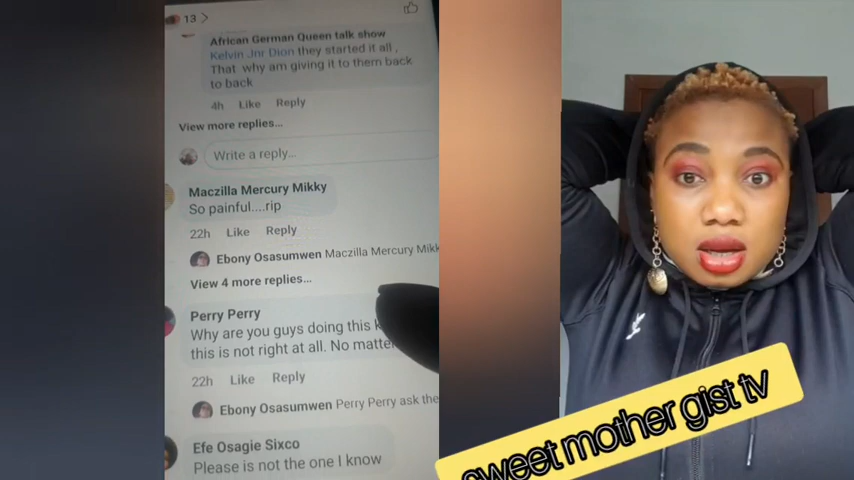 13 >
African German Queen talk show
Kelvin Jnr Dion they started it all ,
That why am giving it to them back
to back
4h Like Reply
View more replies...
Write a reply...
Maczilla Mercury Mikky
So painful....rip
22h Like Reply
Ebony Osasumwen Maczilla Mercury Mikk
View 4 more replies...
Perry Perry
Why are you guys doing this
this is not right at all. No matte
22h Like Reply
Ebony Osasumwen Perry Perry ask the
Efe Osagie Sixco
Please is not the one I know
sweet mother gist tv